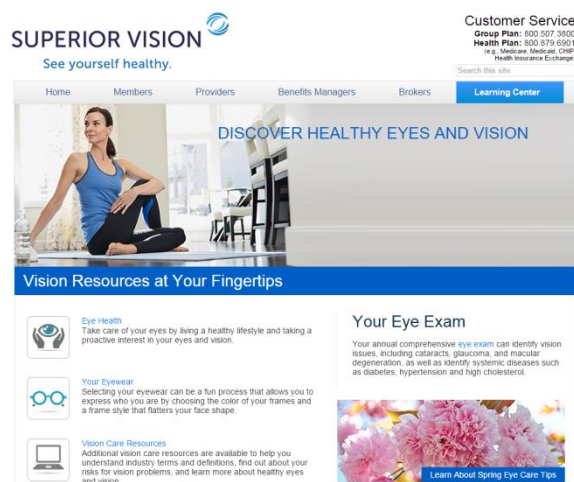 SUPERIOR VISION
See yourself healthy.
Customer Service
Group Plan: 800.507.3800
Health Plan: 800.879.6901
(e.g., Medicare, Medicaid, CHIP
Health Insurance Exchange)
Search this site
Home
Members
Providers
Benefits Managers
Brokers
Learning Center
DISCOVER HEALTHY EYES AND VISION
Vision Resources at Your Fingertips
Eye Health
Take care of your eyes by living a healthy lifestyle and taking a
proactive interest in your eyes and vision.
Your Eyewear
Selecting your eyewear can be a fun process that allows you to
express who you are by choosing the color of your frames and
a frame style that flatters your face shape.
Vision Care Resources
Additional vision care resources are available to help you
understand industry terms and definitions, find out about your
risks for vision problems, and learn more about healthy eyes
and vision.
Your Eye Exam
Your annual comprehensive eye exam can identify vision
issues, including cataracts, glaucoma, and macular
degeneration, as well as identify systemic diseases such
as diabetes, hypertension and high cholesterol.
Learn About Spring Eye Care Tips